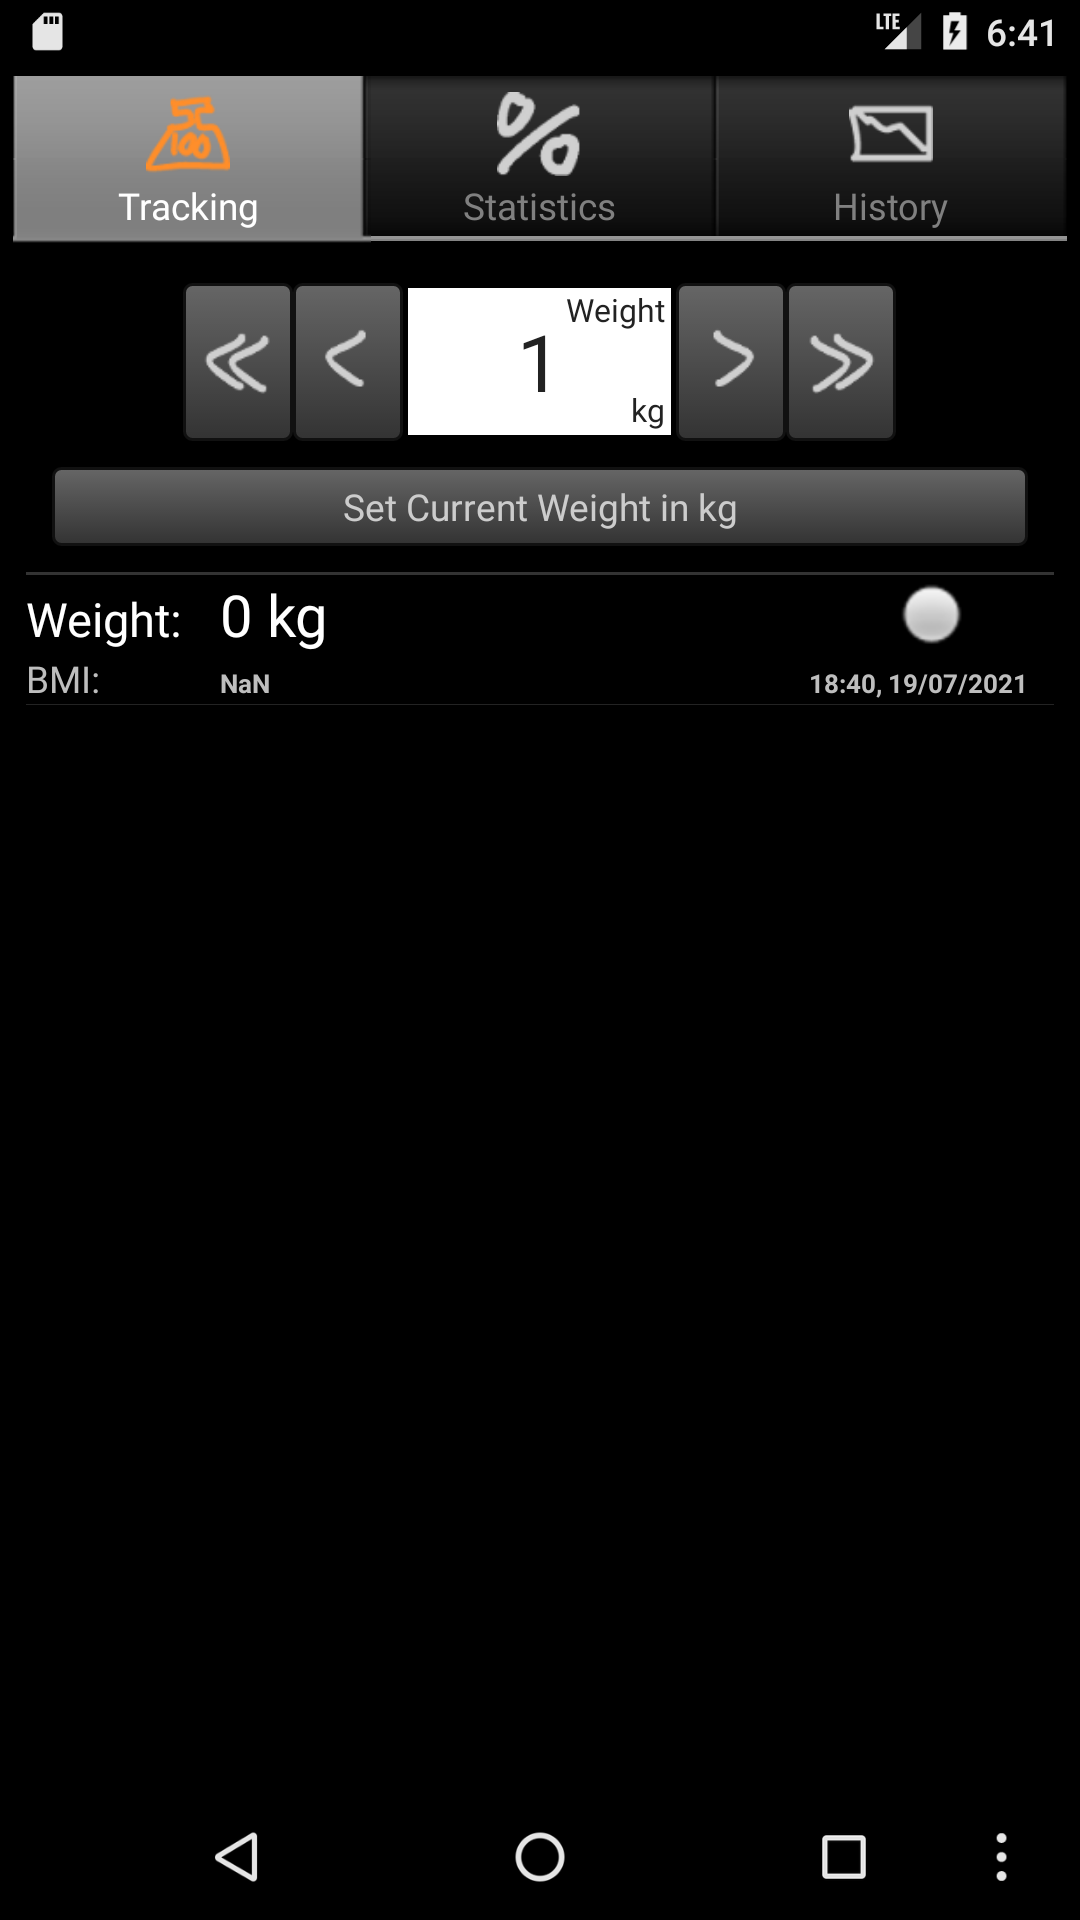 LTE 6:41
100
Tracking Statistics History
Weight
1
kg
Set Current Weight in kg
Weight: 0 kg
BMI: NaN 18:40, 19/07/2021